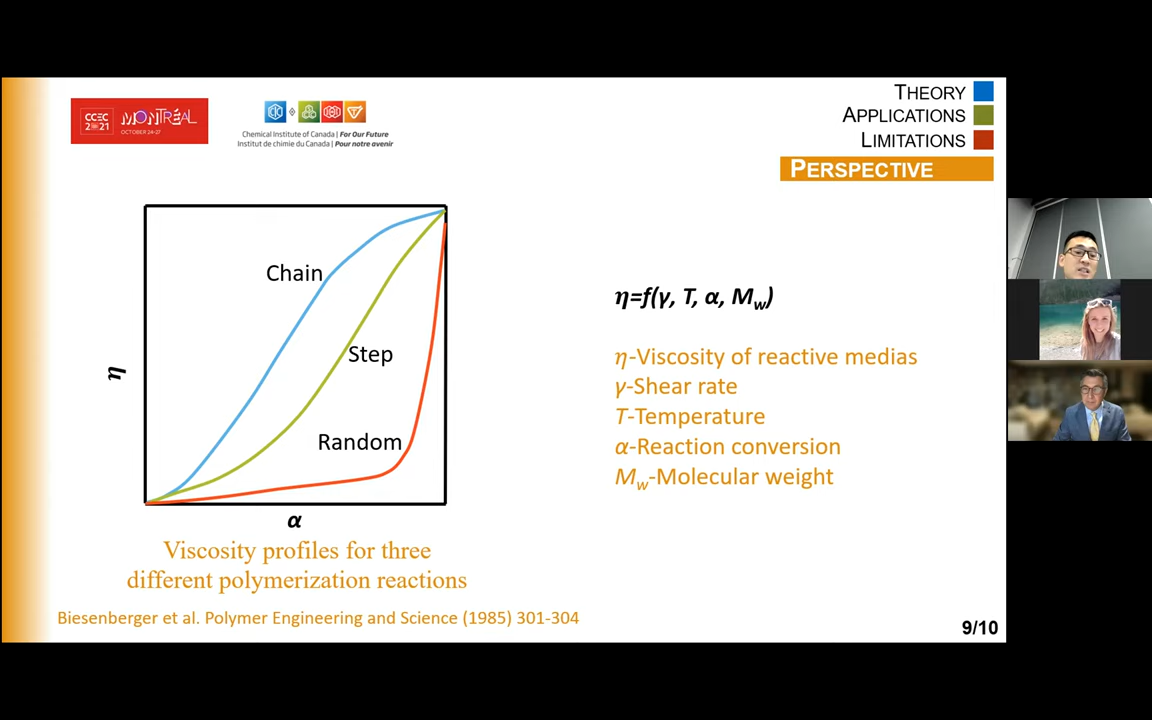 CCEC
2021
MONTRÉAL
OCTOBER 24-27
Chemical Institute of Canada | For Our Future
Institut de chimie du Canada | Pour notre avenir
THEORY
APPLICATIONS
LIMITATIONS
PERSPECTIVE
Chain
Step
Random
η
α
Viscosity profiles for three
different polymerization reactions
Biesenberger et al. Polymer Engineering and Science (1985) 301-304
η=f(γ, T, α, Mw)
η-Viscosity of reactive medias
γ-Shear rate
T-Temperature
α-Reaction conversion
Mw-Molecular weight
9/10